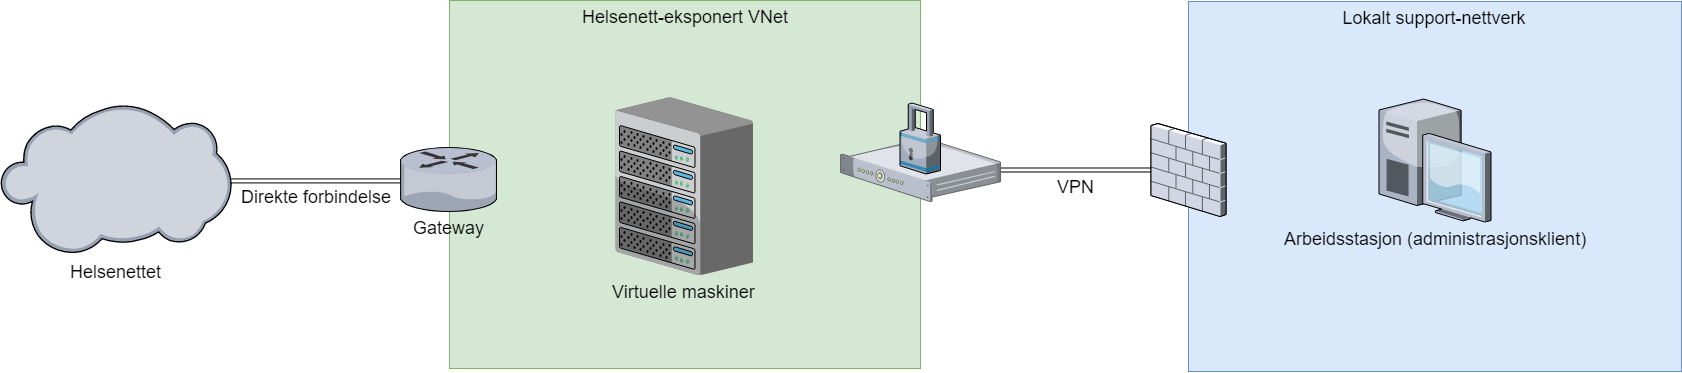 Helsenett-eksponert VNet
Lokalt support-nettverk
Direkte forbindelse
VPN
Gateway
Arbeidsstasjon (administrasjonsklient)
Helsenettet
Virtuelle maskiner